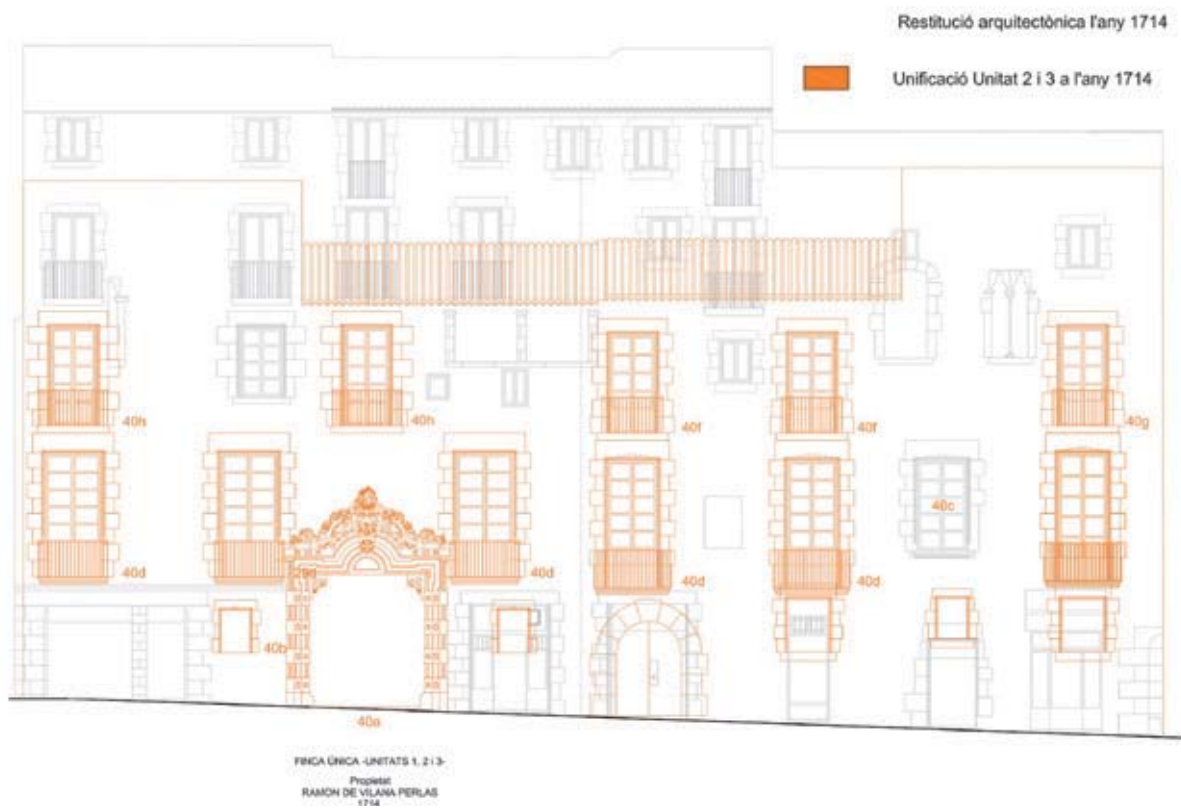 Restitució arquitectònica l'any 1714
Unificació Unitat 2 i 3 a l'any 1714
40h
40h
40f
40f
40g
40c
40d
40d
40d
40d
40b
40a
FINCA ÚNICA -UNITATS 1, 2 i 3-
Propietat
RAMON DE VILANA PERLAS
1714